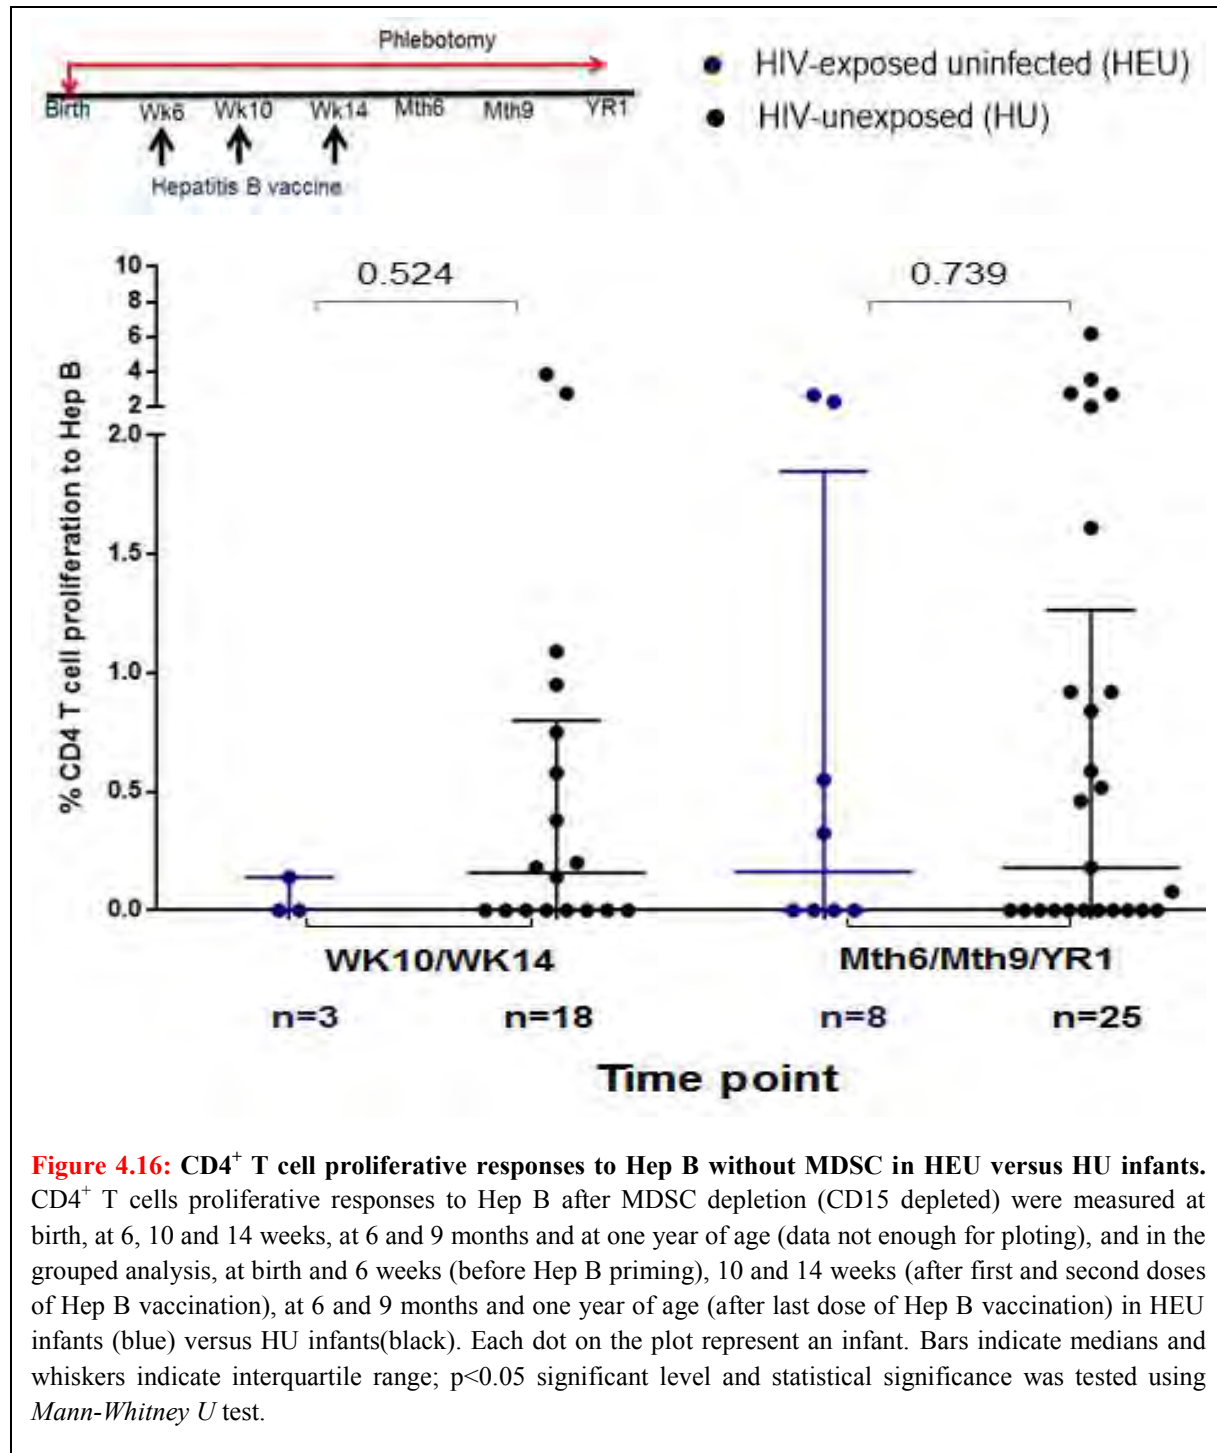 Phlebotomy
Birth Wk6 Wk10 Wk14 Mth6 Mth9 YR1
Hepatitis B vaccine
HIV-exposed uninfected (HEU)
HIV-unexposed (HU)
% CD4 T cell proliferation to Hep B
10
8
6
4
2
2.0
1.5
1.0
0.5
0.0
0.524 0.739
WK10/WK14 Mth6/Mth9/YR1
n=3 n=18 n=8 n=25
Time point
Figure 4.16: CD4+ T cell proliferative responses to Hep B without MDSC in HEU versus HU infants.
CD4+ T cells proliferative responses to Hep B after MDSC depletion (CD15 depleted) were measured at
birth, at 6, 10 and 14 weeks, at 6 and 9 months and at one year of age (data not enough for ploting), and in the
grouped analysis, at birth and 6 weeks (before Hep B priming), 10 and 14 weeks (after first and second doses
of Hep B vaccination), at 6 and 9 months and one year of age (after last dose of Hep B vaccination) in HEU
infants (blue) versus HU infants(black). Each dot on the plot represent an infant. Bars indicate medians and
whiskers indicate interquartile range; p<0.05 significant level and statistical significance was tested using
Mann-Whitney U test.